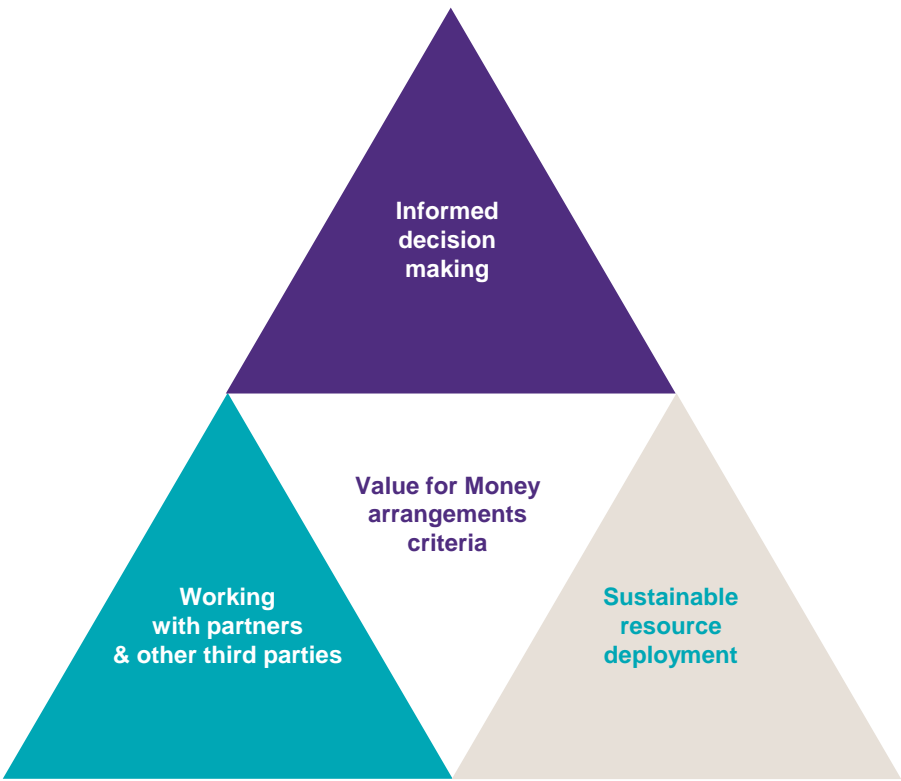 Informed
decision
making
Value for Money
arrangements
criteria
Working
with partners
& other third parties
Sustainable
resource
deployment